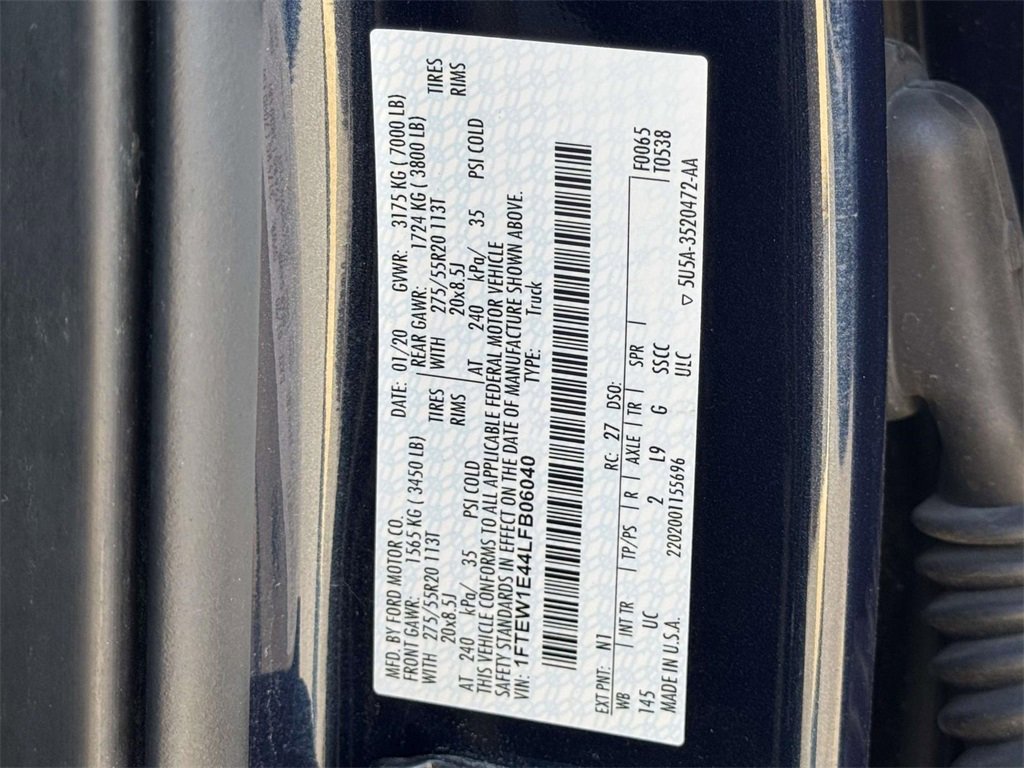 MFD. BY FORD MOTOR CO. DATE: 01/20 GVWR: 3175 KG ( 7000 LB)
FRONT GAWR: 1565 KG ( 3450 LB) REAR GAWR: 1724 KG ( 3800 LB)
WITH 275/55R20 113T TIRES WITH 275/55R20 113T TIRES
20x8.5J RIMS 20x8.5J RIMS
AT 240 kPa/ 35 PSI COLD AT 240 kPa/ 35 PSI COLD
THIS VEHICLE CONFORMS TO ALL APPLICABLE FEDERAL MOTOR VEHICLE
SAFETY STANDARDS IN EFFECT ON THE DATE OF MANUFACTURE SHOWN ABOVE.
VIN: 1FTEW1E44LFB06040 TYPE: Truck
EXT PNT: N1 RC: 27 DSO: F0065
WB INT TR TP/PS R AXLE TR SPR T0538
145 UC 2 L9 G SSCC
MADE IN U.S.A. 2202001155696 ULC ▽ 5U5A-3520472-AA